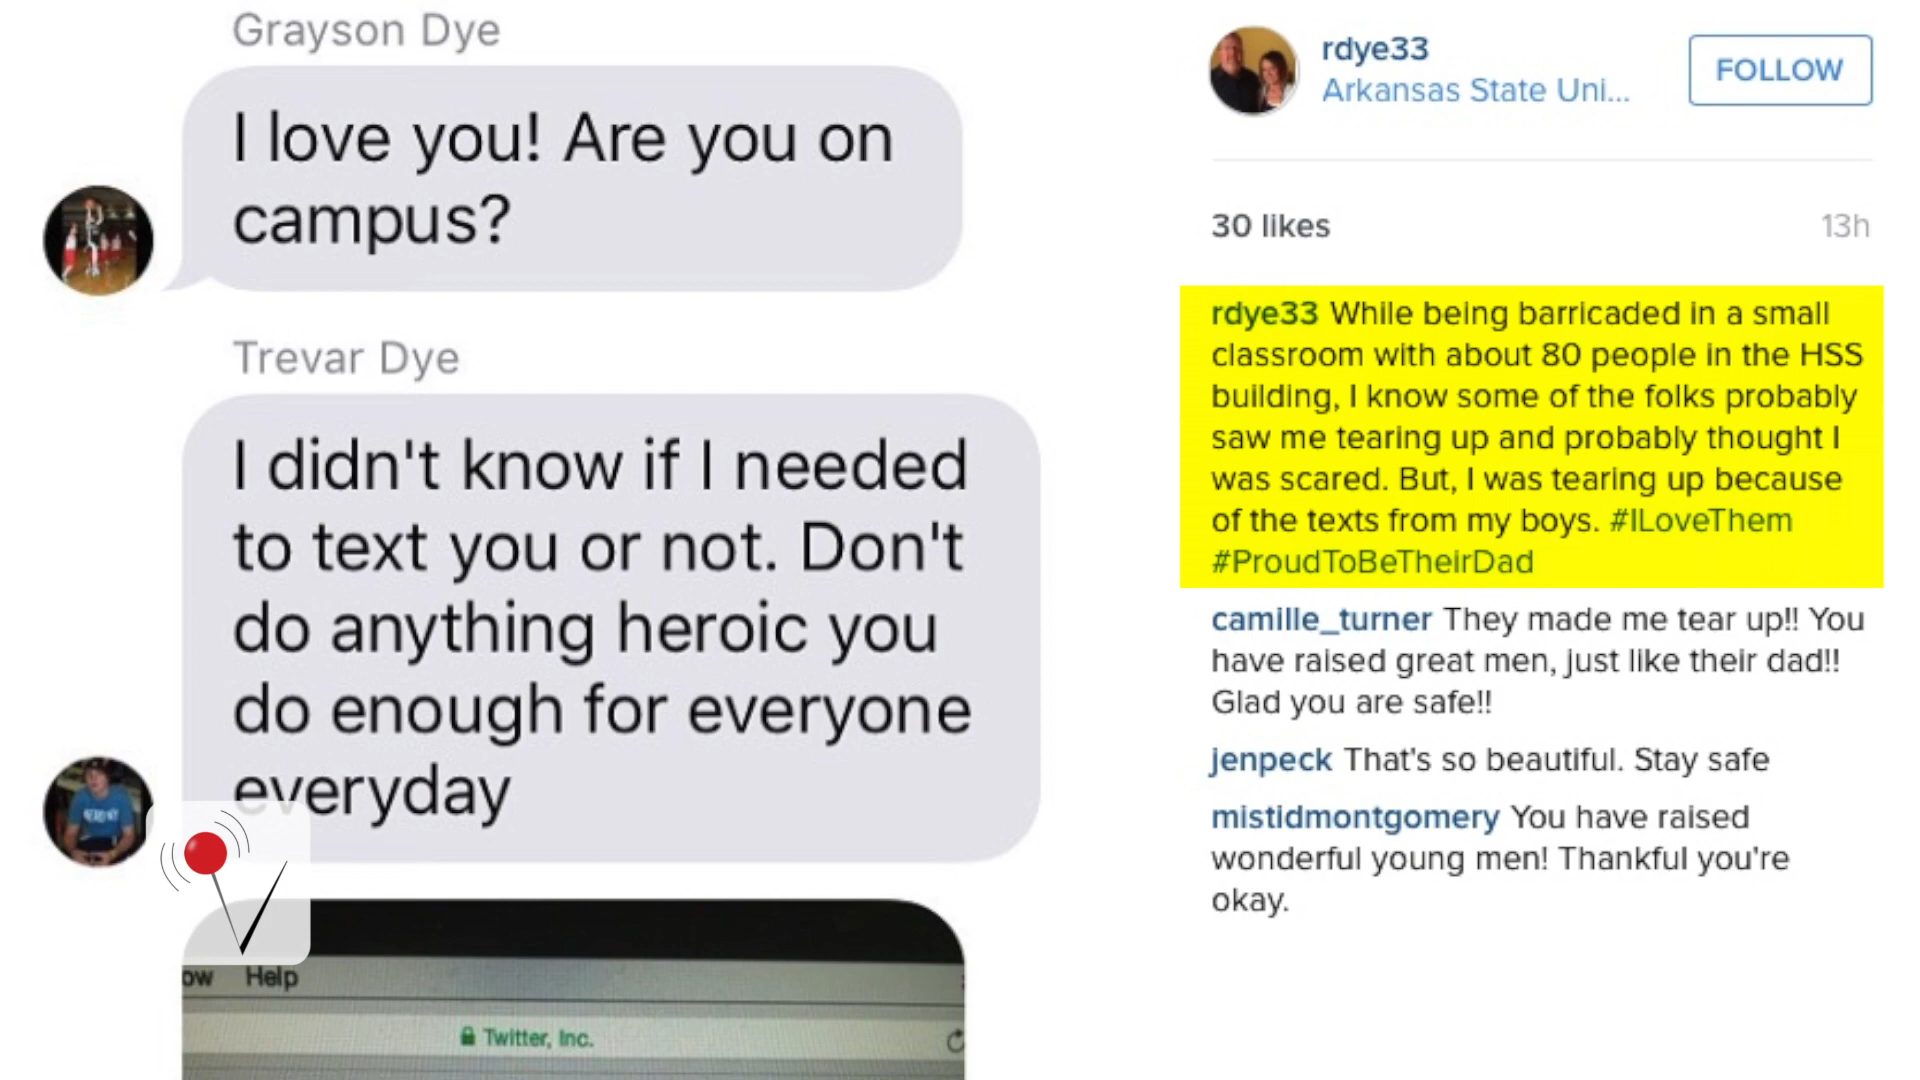 Grayson Dye
I love you! Are you on
campus?
Trevar Dye
I didn't know if I needed
to text you or not. Don't
do anything heroic you
do enough for everyone
everyday
ow Help
Twitter, Inc.
rdye33
Arkansas State Uni...
FOLLOW
30 likes
13h
rdye33 While being barricaded in a small
classroom with about 80 people in the HSS
building, I know some of the folks probably
saw me tearing up and probably thought I
was scared. But, I was tearing up because
of the texts from my boys. #ILoveThem
#ProudToBeTheirDad
camille_turner They made me tear up!! You
have raised great men, just like their dad!!
Glad you are safe!!
jenpeck That's so beautiful. Stay safe
mistidmontgomery You have raised
wonderful young men! Thankful you're
okay.